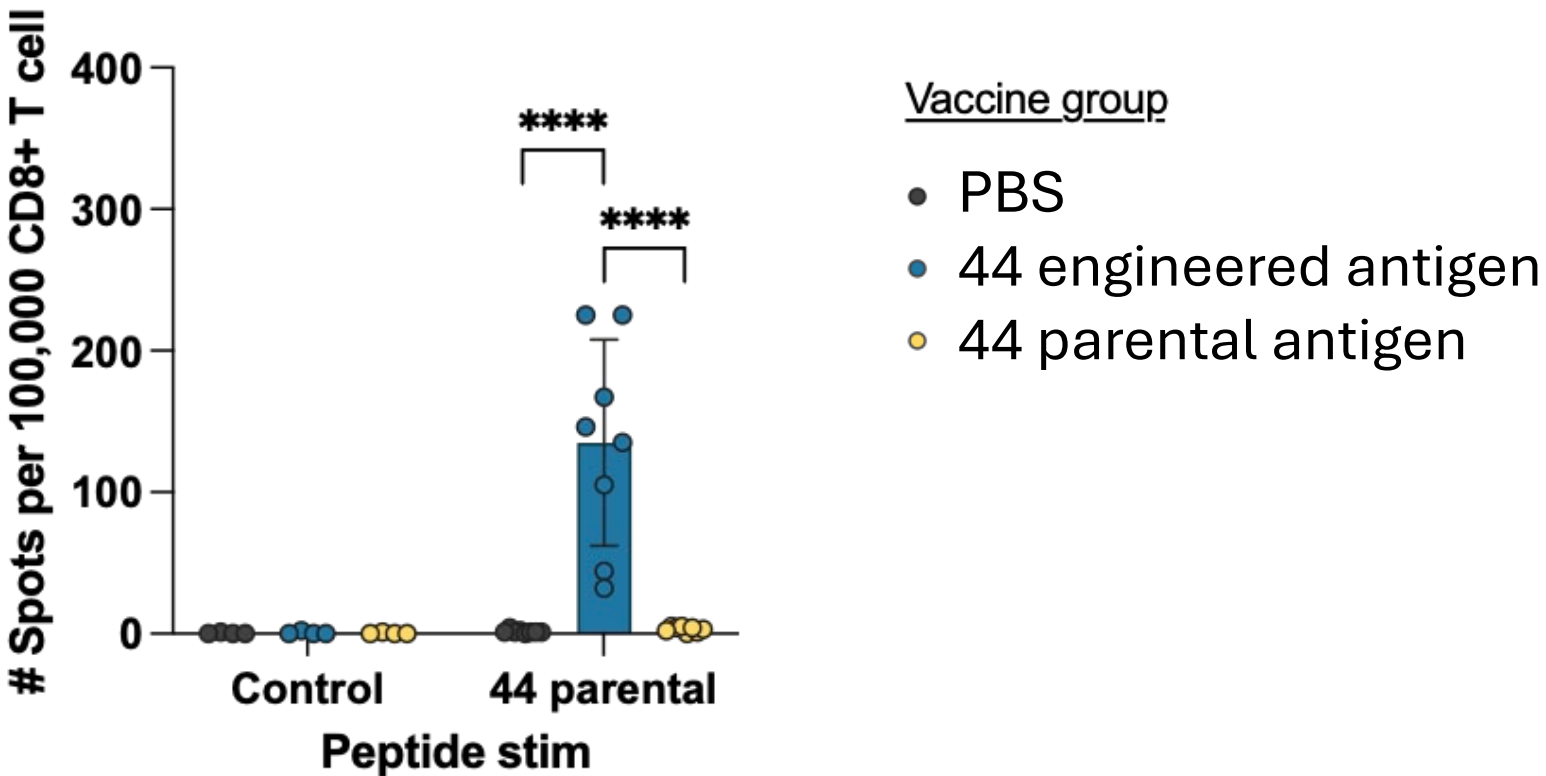 # Spots per 100,000 CD8+ T cell
400
300
200
100
0
****
****
Control
44 parental
Peptide stim
Vaccine group
PBS
44 engineered antigen
44 parental antigen